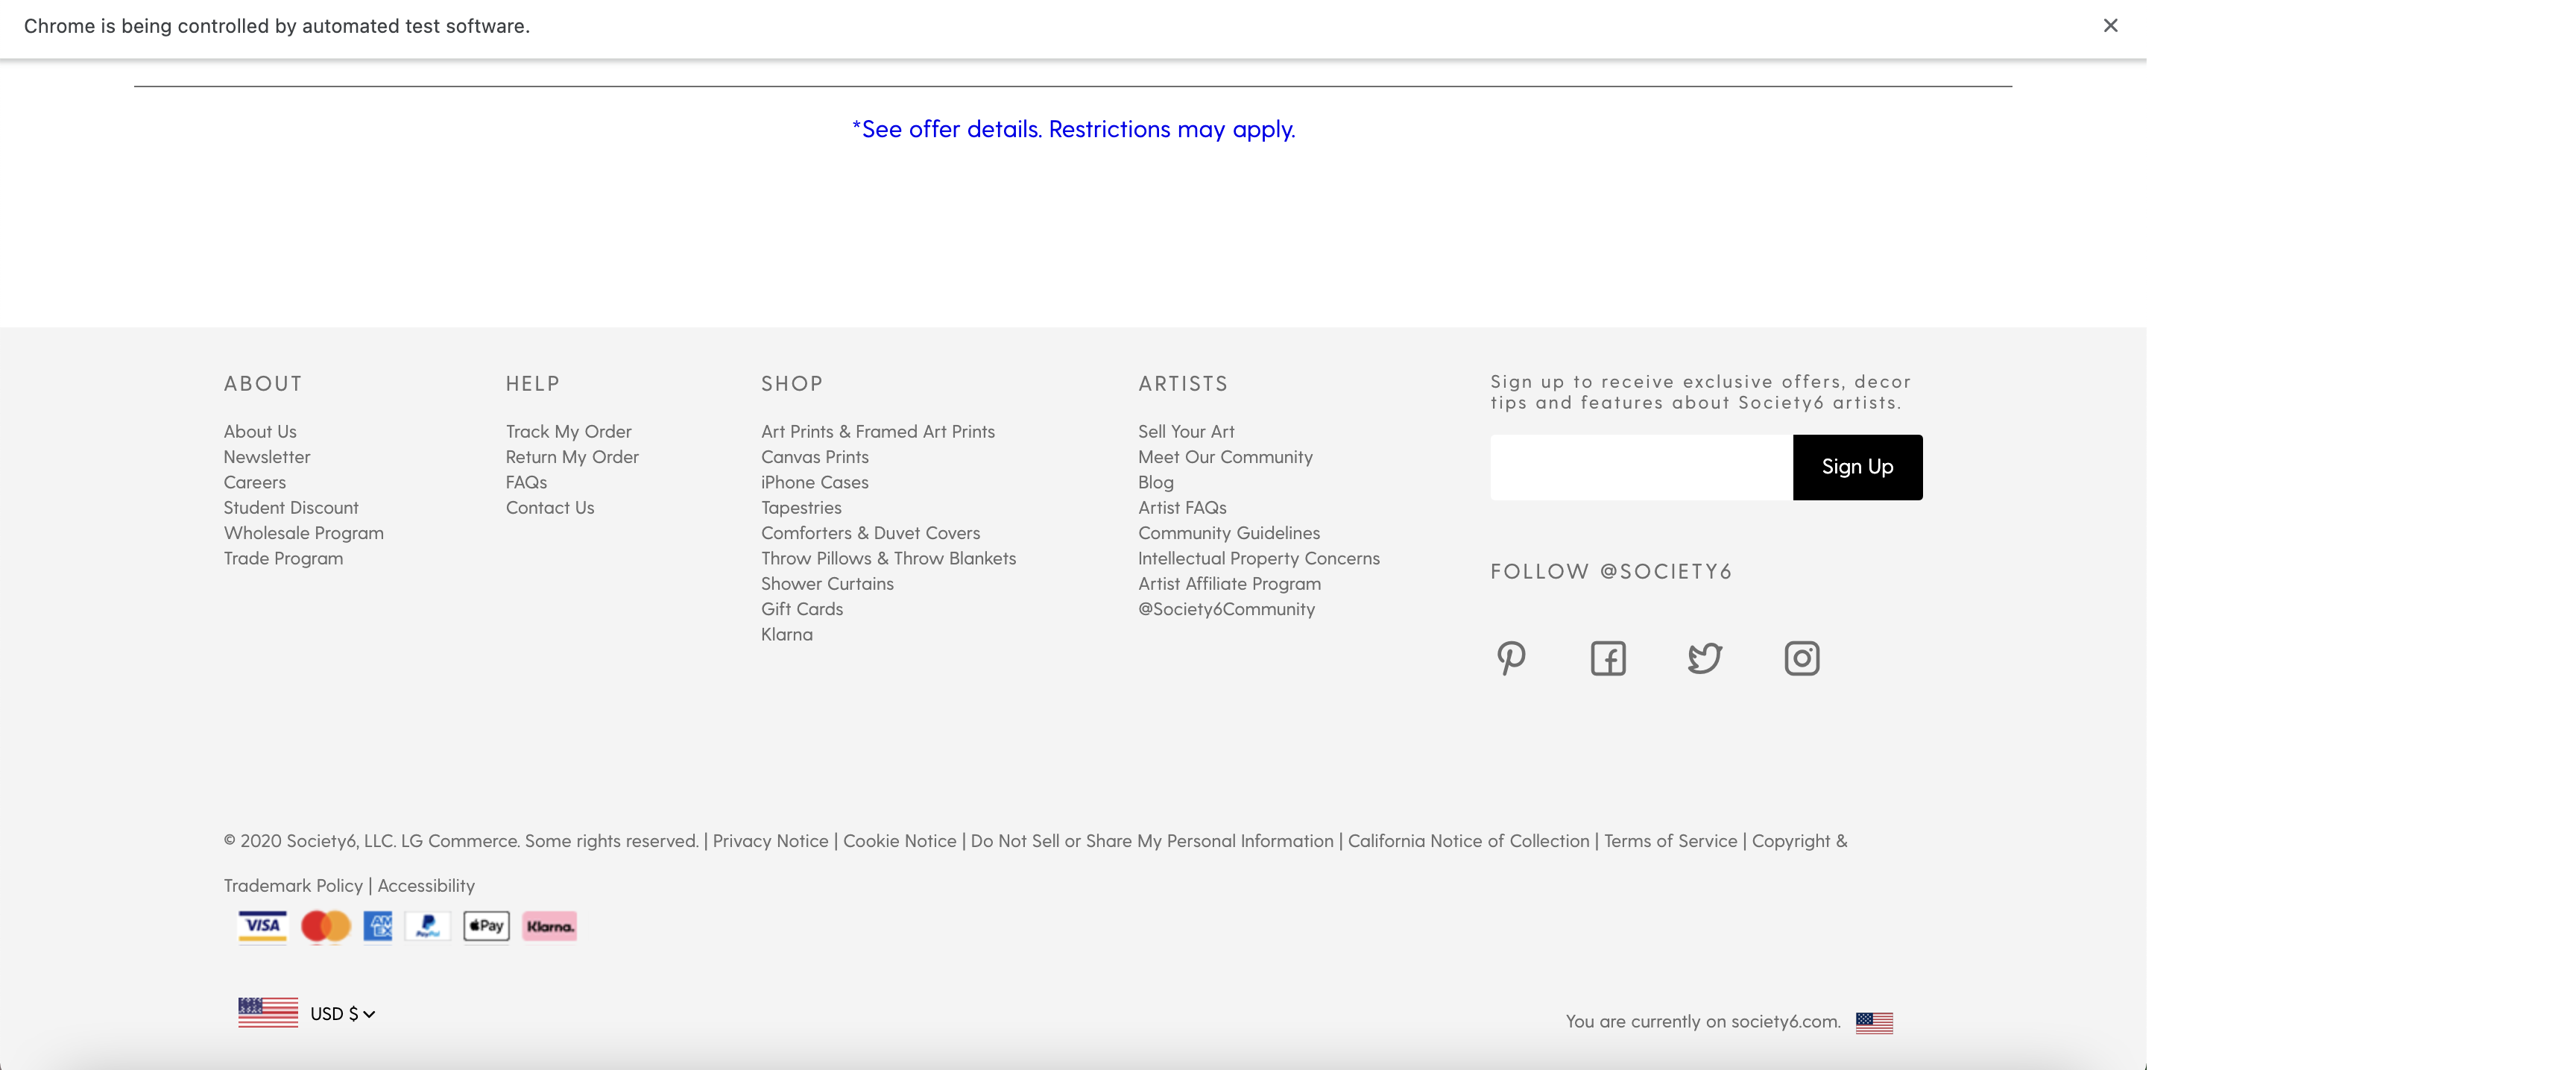 Chrome is being controlled by automated test software.
*See offer details. Restrictions may apply.
ABOUT
About Us
Newsletter
Careers
Student Discount
Wholesale Program
Trade Program
HELP
Track My Order
Return My Order
FAQs
Contact Us
SHOP
Art Prints & Framed Art Prints
Canvas Prints
iPhone Cases
Tapestries
Comforters & Duvet Covers
Throw Pillows & Throw Blankets
Shower Curtains
Gift Cards
Klarna
ARTISTS
Sell Your Art
Meet Our Community
Blog
Artist FAQs
Community Guidelines
Intellectual Property Concerns
Artist Affiliate Program
@Society6Community
Sign up to receive exclusive offers, decor
tips and features about Society6 artists.
Sign Up
FOLLOW @SOCIETY6
© 2020 Society6, LLC. LG Commerce. Some rights reserved. | Privacy Notice | Cookie Notice | Do Not Sell or Share My Personal Information | California Notice of Collection | Terms of Service | Copyright &
Trademark Policy | Accessibility
VISA AMEX PayPal Pay Klarna.
USD $
You are currently on society6.com.